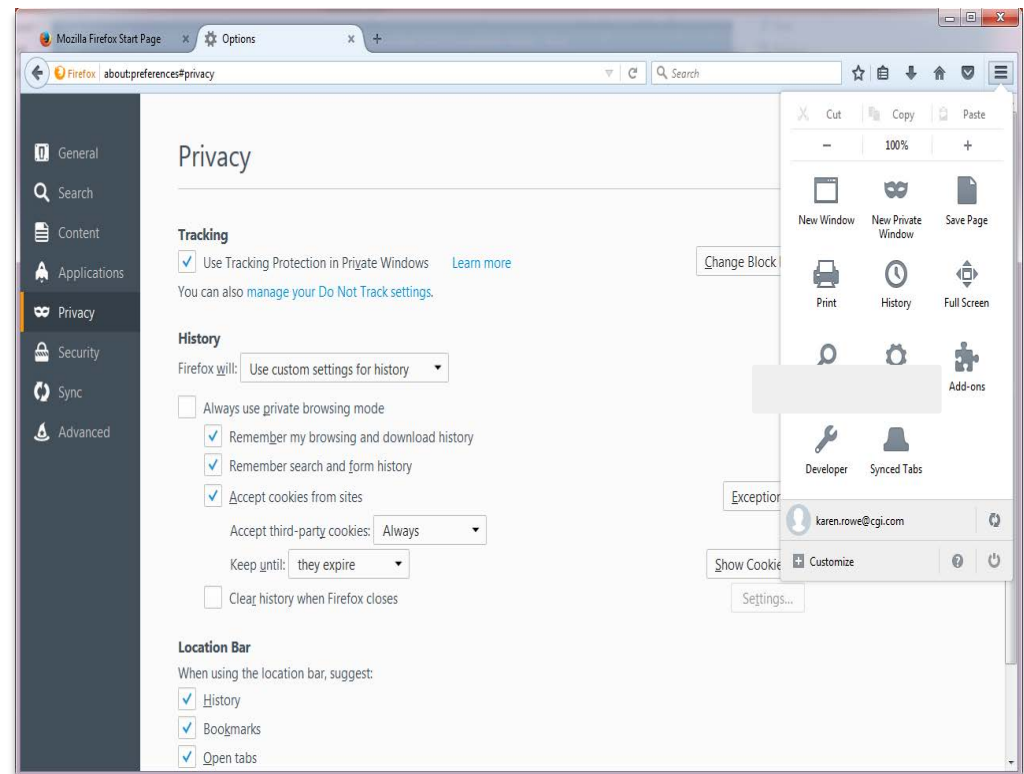 Mozilla Firefox Start Page
Options
Firefox about:preferences#privacy
Search
Cut Copy Paste
100%
New Window New Private Window Save Page
Print History Full Screen
Add-ons
Developer Synced Tabs
karen.rowe@cgi.com
Customize
General
Search
Content
Applications
Privacy
Security
Sync
Advanced
Privacy
Tracking
Use Tracking Protection in Private Windows Learn more
Change Block
You can also manage your Do Not Track settings.
History
Firefox will: Use custom settings for history
Always use private browsing mode
Remember my browsing and download history
Remember search and form history
Accept cookies from sites
Exception
Accept third-party cookies: Always
Keep until: they expire
Show Cookie
Clear history when Firefox closes
Settings...
Location Bar
When using the location bar, suggest:
History
Bookmarks
Open tabs